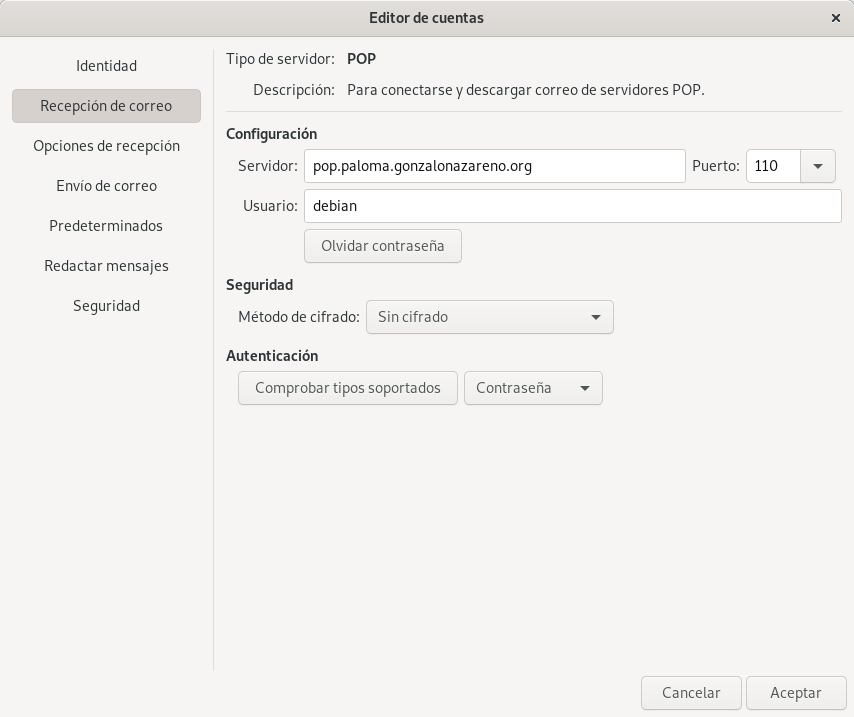 Editor de cuentas
Identidad
Recepción de correo
Opciones de recepción
Envío de correo
Predeterminados
Redactar mensajes
Seguridad
Tipo de servidor: POP
Descripción: Para conectarse y descargar correo de servidores POP.
Configuración
Servidor: pop.paloma.gonzalonazareno.org Puerto: 110
Usuario: debian
Olvidar contraseña
Seguridad
Método de cifrado: Sin cifrado
Autenticación
Comprobar tipos soportados Contraseña
Cancelar Aceptar